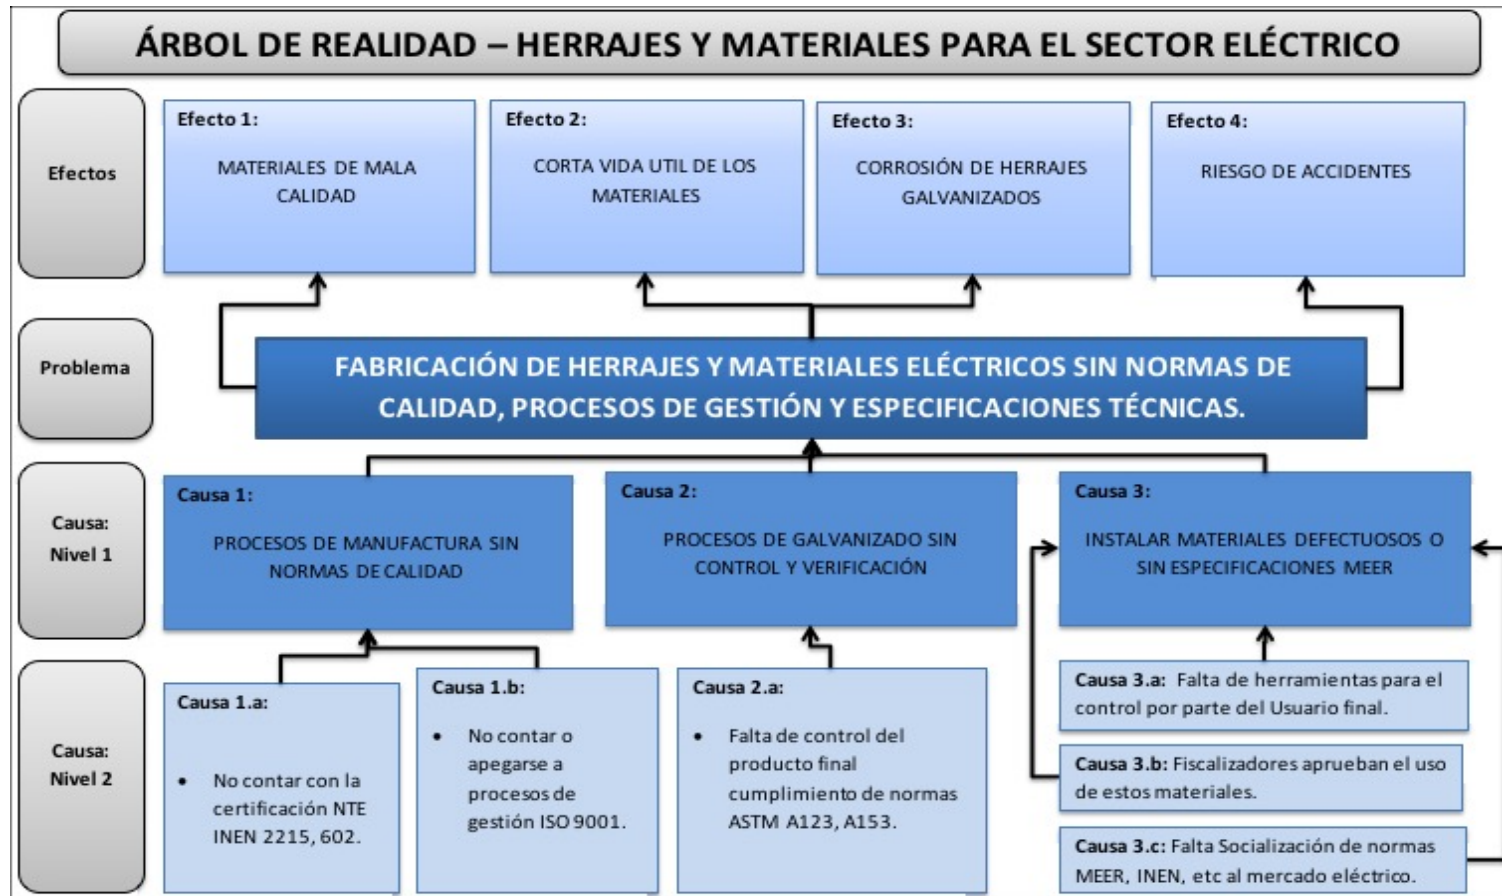 ÁRBOL DE REALIDAD – HERRAJES Y MATERIALES PARA EL SECTOR ELÉCTRICO
Efectos
Efecto 1:
MATERIALES DE MALA
CALIDAD
Efecto 2:
CORTA VIDA UTIL DE LOS
MATERIALES
Efecto 3:
CORROSIÓN DE HERRAJES
GALVANIZADOS
Efecto 4:
RIESGO DE ACCIDENTES
Problema
FABRICACIÓN DE HERRAJES Y MATERIALES ELÉCTRICOS SIN NORMAS DE
CALIDAD, PROCESOS DE GESTIÓN Y ESPECIFICACIONES TÉCNICAS.
Causa:
Nivel 1
Causa 1:
PROCESOS DE MANUFACTURA SIN
NORMAS DE CALIDAD
Causa 2:
PROCESOS DE GALVANIZADO SIN
CONTROL Y VERIFICACIÓN
Causa 3:
INSTALAR MATERIALES DEFECTUOSOS O
SIN ESPECIFICACIONES MEER
Causa:
Nivel 2
Causa 1.a:
• No contar con la
certificación NTE
INEN 2215, 602.
Causa 1.b:
• No contar o
apegarse a
procesos de
gestión ISO 9001.
Causa 2.a:
• Falta de control del
producto final
cumplimiento de normas
ASTM A123, A153.
Causa 3.a: Falta de herramientas para el
control por parte del Usuario final.
Causa 3.b: Fiscalizadores aprueban el uso
de estos materiales.
Causa 3.c: Falta Socialización de normas
MEER, INEN, etc al mercado eléctrico.